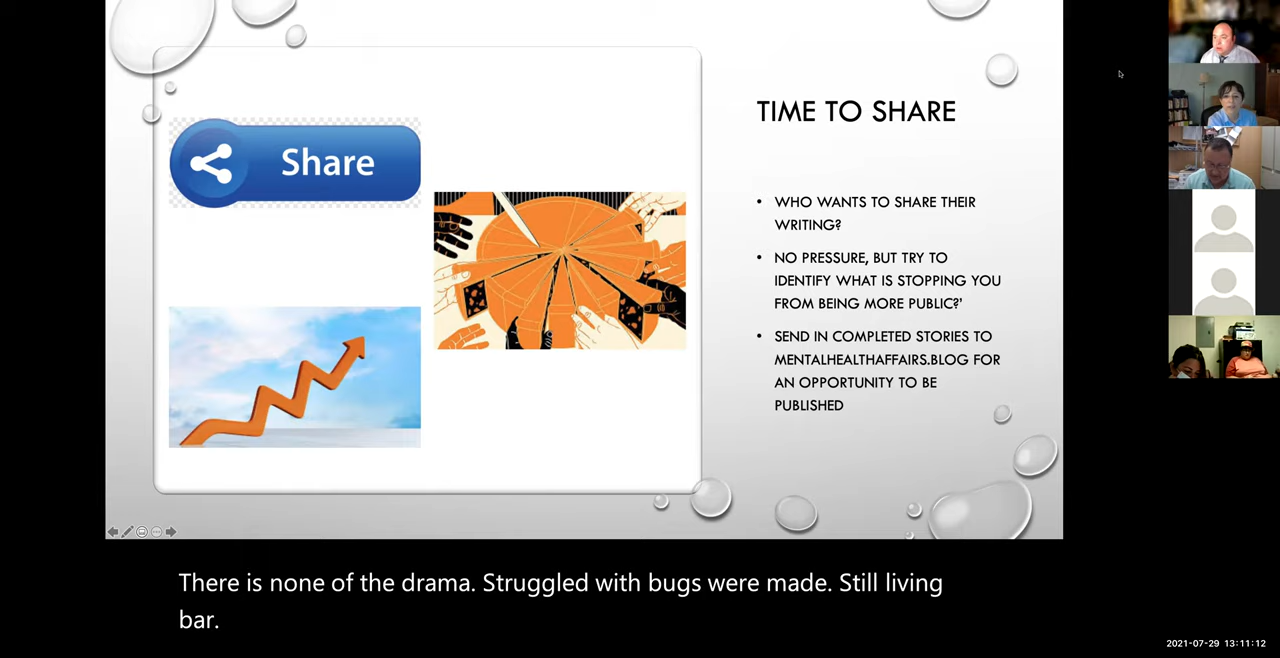 Share
TIME TO SHARE
• WHO WANTS TO SHARE THEIR
WRITING?
• NO PRESSURE, BUT TRY TO
IDENTIFY WHAT IS STOPPING YOU
FROM BEING MORE PUBLIC?'
• SEND IN COMPLETED STORIES TO
MENTALHEALTHAFFAIRS.BLOG FOR
AN OPPORTUNITY TO BE
PUBLISHED
There is none of the drama. Struggled with bugs were made. Still living
bar.
2021-07-29 13:11:12